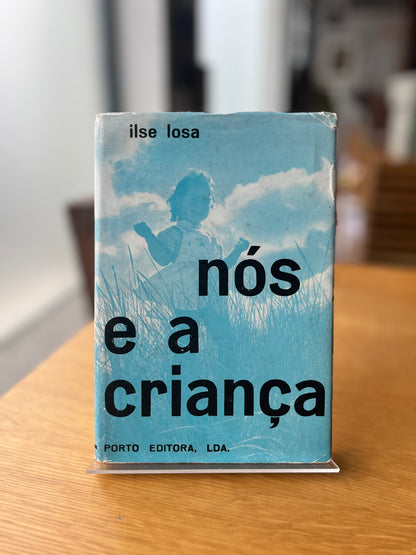 ilse losa
nós
e a
criança
PORTO EDITORA, LDA.